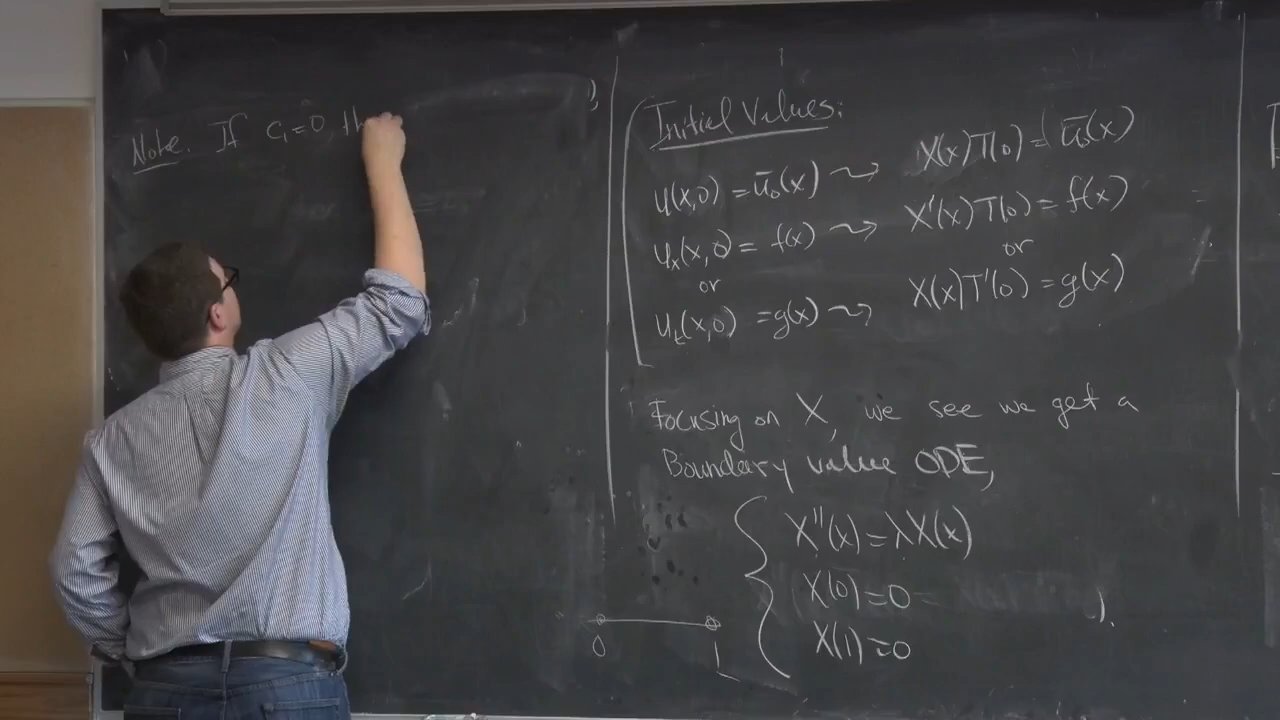 Note. If C₁=0, th
Initial Values:
u(x,0) = ū₀(x) ⤳ X(x)T(0) = ū₀(x)
uₓ(x,0) = f(x) ⤳ X'(x)T(0) = f(x)
or or
uₜ(x,0) = g(x) ⤳ X(x)T'(0) = g(x)
Focusing on X, we see we get a
Boundary value ODE,
X''(x) = λX(x)
X(0) = 0
X(1) = 0
0 1